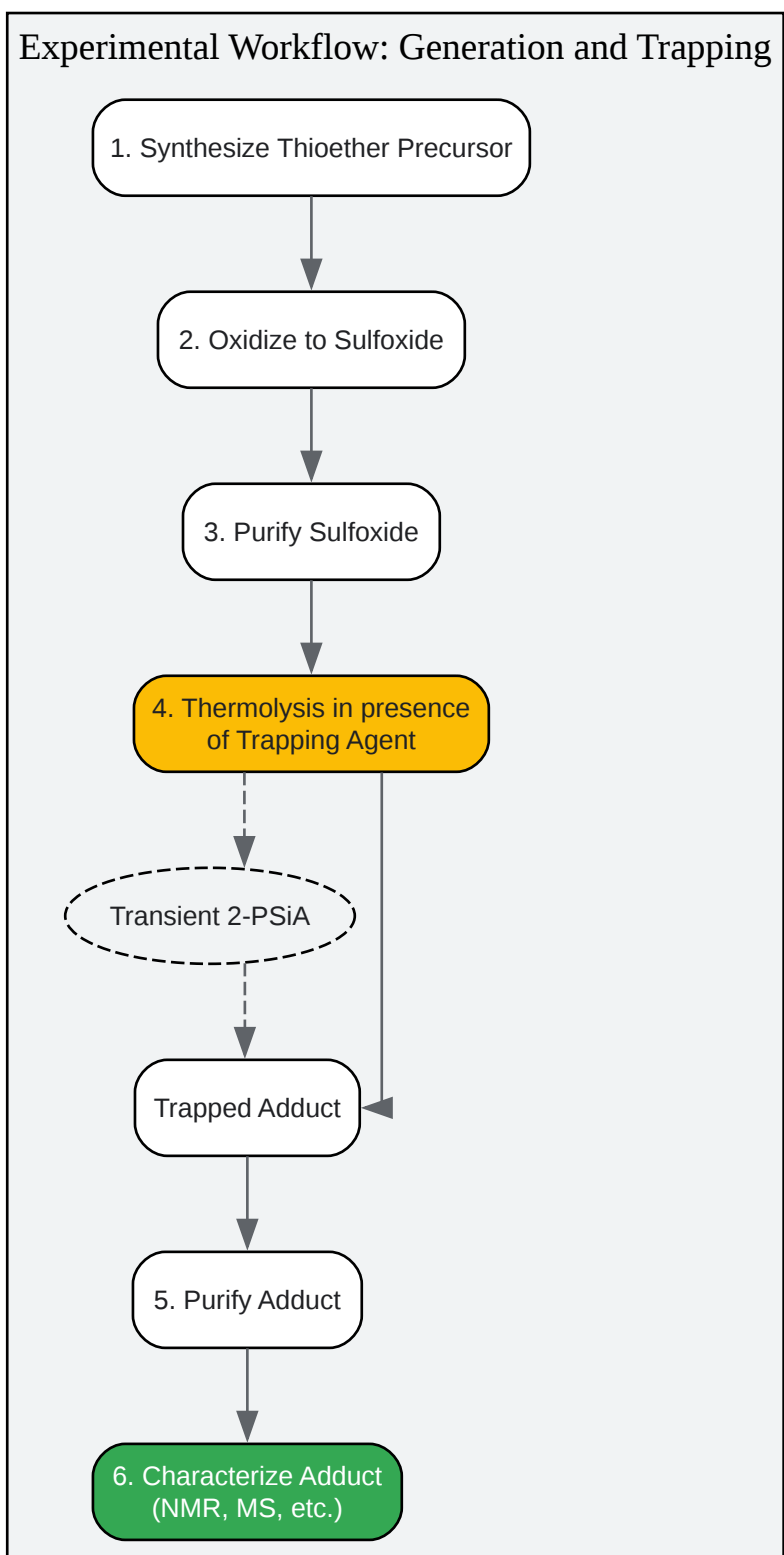 Experimental Workflow: Generation and Trapping
1. Synthesize Thioether Precursor
2. Oxidize to Sulfoxide
3. Purify Sulfoxide
4. Thermolysis in presence
of Trapping Agent
Transient 2-PSiA
Trapped Adduct
5. Purify Adduct
6. Characterize Adduct
(NMR, MS, etc.)